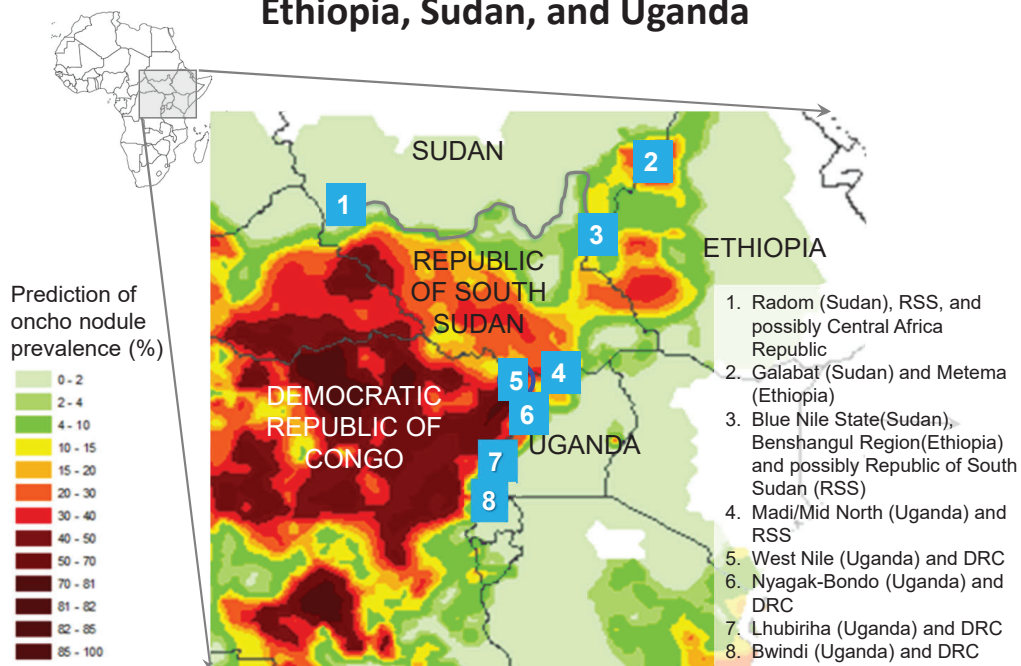 Ethiopia, Sudan, and Uganda
SUDAN
1
2
3
ETHIOPIA
REPUBLIC
OF SOUTH
SUDAN
Prediction of
oncho nodule
prevalence (%)
0 - 2
2 - 4
4 - 10
10 - 15
15 - 20
20 - 30
30 - 40
40 - 50
50 - 70
70 - 81
81 - 82
82 - 85
85 - 100
DEMOCRATIC
REPUBLIC OF
CONGO
5
4
6
UGANDA
7
8
1. Radom (Sudan), RSS, and
possibly Central Africa
Republic
2. Galabat (Sudan) and Metema
(Ethiopia)
3. Blue Nile State(Sudan),
Benshangul Region(Ethiopia)
and possibly Republic of South
Sudan (RSS)
4. Madi/Mid North (Uganda) and
RSS
5. West Nile (Uganda) and DRC
6. Nyagak-Bondo (Uganda) and
DRC
7. Lhubiriha (Uganda) and DRC
8. Bwindi (Uganda) and DRC